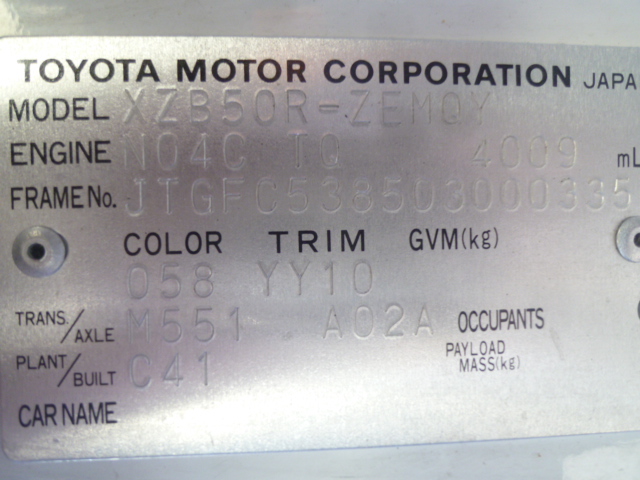 TOYOTA MOTOR CORPORATION JAPA
MODEL XZB50R-ZEMQY
ENGINE N04C TQ 4009 mL
FRAME No. JTGFC538503000335
COLOR TRIM GVM(kg)
058 YY10
TRANS./AXLE M551 A02A OCCUPANTS
PLANT/BUILT C41 PAYLOAD MASS(kg)
CAR NAME